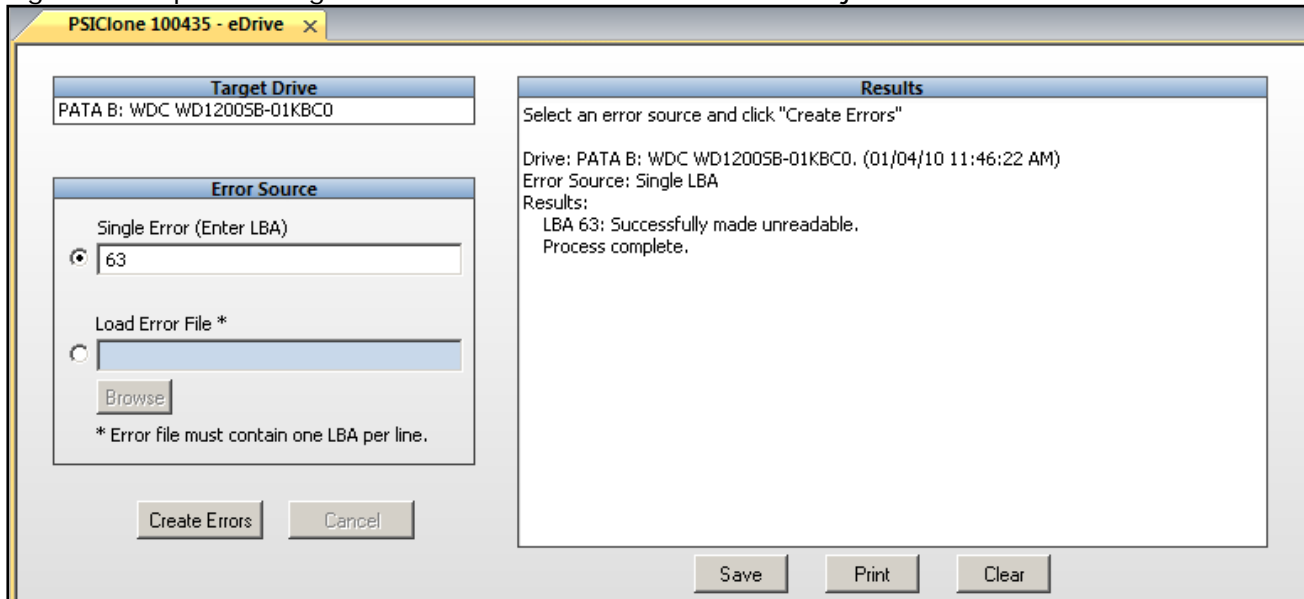 PSIClone 100435 - eDrive
Target Drive
PATA B: WDC WD1200SB-01KBC0
Error Source
Single Error (Enter LBA)
63
Load Error File *
Browse
* Error file must contain one LBA per line.
Create Errors
Cancel
Results
Select an error source and click "Create Errors"
Drive: PATA B: WDC WD1200SB-01KBC0. (01/04/10 11:46:22 AM)
Error Source: Single LBA
Results:
LBA 63: Successfully made unreadable.
Process complete.
Save
Print
Clear